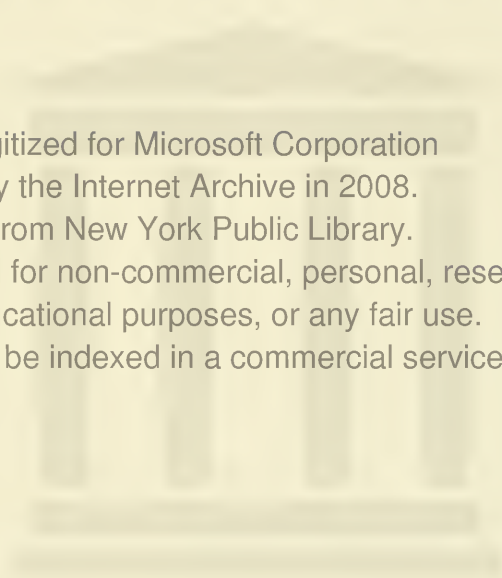 gitized for Microsoft Corporation
y the Internet Archive in 2008.
rom New York Public Library.
for non-commercial, personal, rese
cational purposes, or any fair use.
be indexed in a commercial service